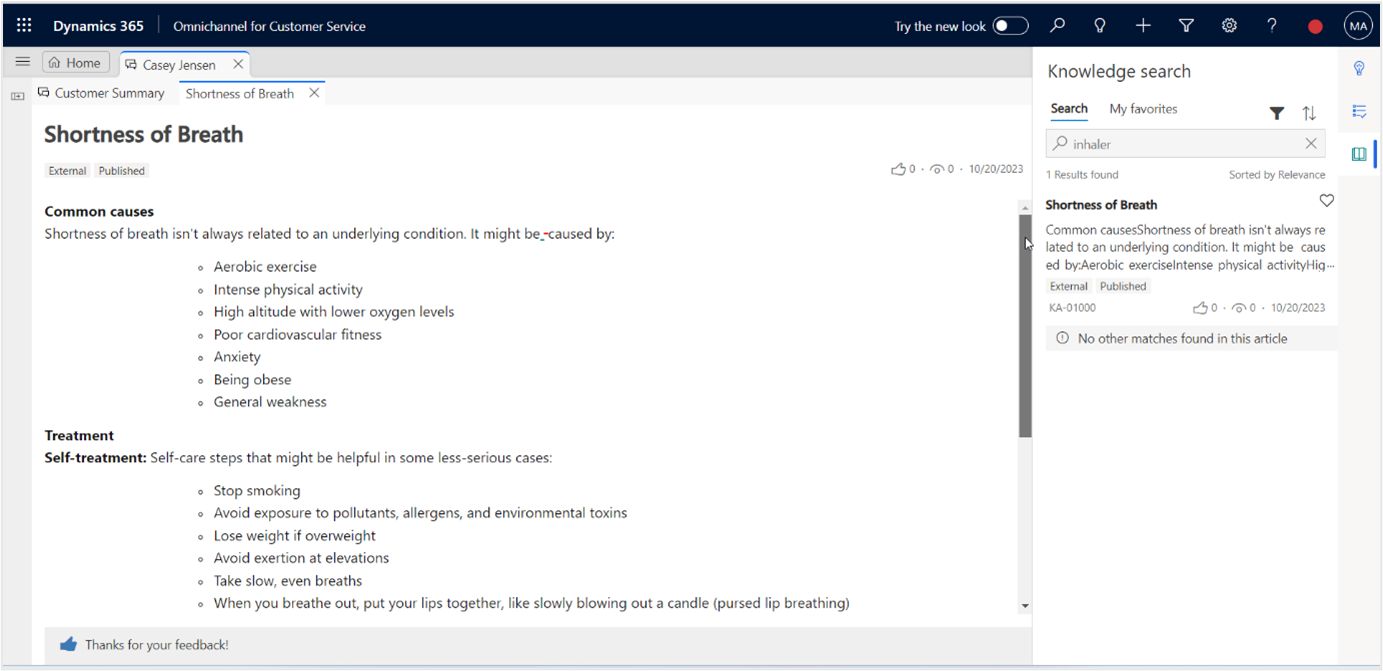 Dynamics 365 Omnichannel for Customer Service Try the new look MA
Home Casey Jensen
Customer Summary Shortness of Breath
Shortness of Breath
External Published 0 · 0 · 10/20/2023
Common causes
Shortness of breath isn't always related to an underlying condition. It might be -caused by:
Aerobic exercise
Intense physical activity
High altitude with lower oxygen levels
Poor cardiovascular fitness
Anxiety
Being obese
General weakness
Treatment
Self-treatment: Self-care steps that might be helpful in some less-serious cases:
Stop smoking
Avoid exposure to pollutants, allergens, and environmental toxins
Lose weight if overweight
Avoid exertion at elevations
Take slow, even breaths
When you breathe out, put your lips together, like slowly blowing out a candle (pursed lip breathing)
Thanks for your feedback!
Knowledge search
Search My favorites
inhaler
1 Results found Sorted by Relevance
Shortness of Breath
Common causesShortness of breath isn't always re
lated to an underlying condition. It might be caus
ed by:Aerobic exerciseIntense physical activityHig...
External Published
KA-01000 0 · 0 · 10/20/2023
No other matches found in this article